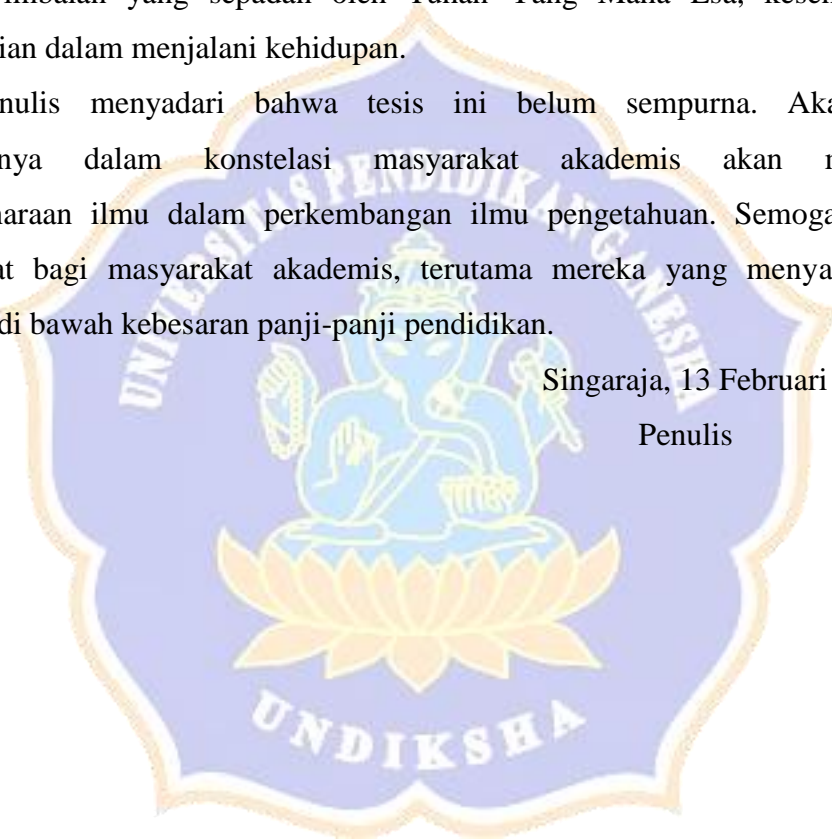 imbalan yang sepadan oleh Tuhan Yang Maha Esa, kesen
ian dalam menjalani kehidupan.
nulis menyadari bahwa tesis ini belum sempurna. Aka
nya dalam konstelasi masyarakat akademis akan m
haraan ilmu dalam perkembangan ilmu pengetahuan. Semoga
at bagi masyarakat akademis, terutama mereka yang menya
di bawah kebesaran panji-panji pendidikan.
Singaraja, 13 Februari
Penulis
UNIVERSITAS PENDIDIKAN GANESHA
UNDIKSHA